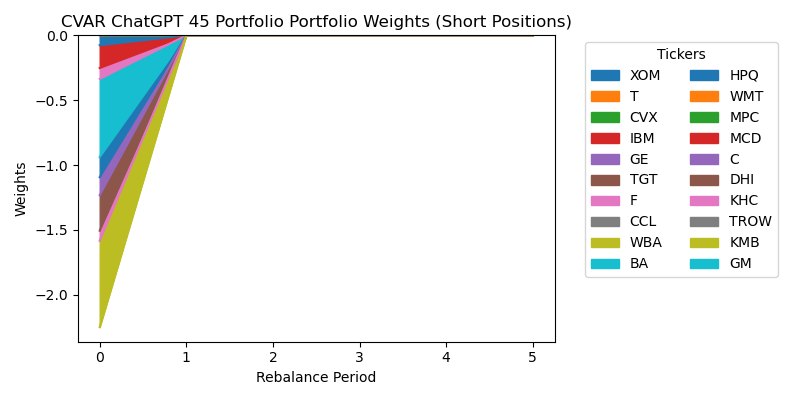 CVAR ChatGPT 45 Portfolio Portfolio Weights (Short Positions)
0.0
−0.5
−1.0
−1.5
−2.0
Weights
0 1 2 3 4 5
Rebalance Period
Tickers
XOM HPQ
T WMT
CVX MPC
IBM MCD
GE C
TGT DHI
F KHC
CCL TROW
WBA KMB
BA GM